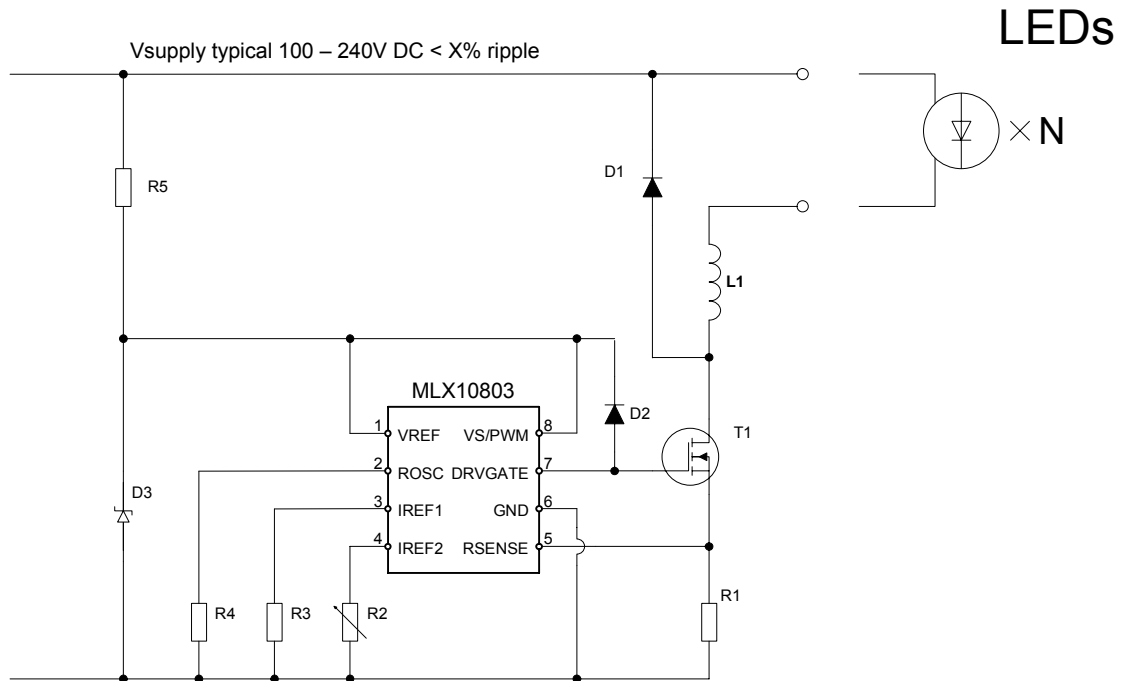 LEDs
Vsupply typical 100 – 240V DC < X% ripple
× N
D1
R5
L1
MLX10803
D2
T1
1 VREF VS/PWM 8
2 ROSC DRVGATE 7
D3
3 IREF1 GND 6
4 IREF2 RSENSE 5
R1
R4 R3 R2